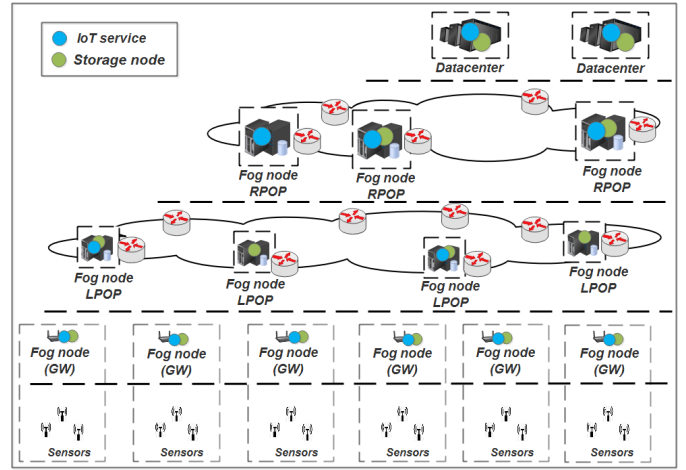 IoT service
Storage node
Datacenter
Datacenter
Fog node
RPOP
Fog node
RPOP
Fog node
RPOP
Fog node
LPOP
Fog node
LPOP
Fog node
LPOP
Fog node
LPOP
Fog node
(GW)
Fog node
(GW)
Fog node
(GW)
Fog node
(GW)
Fog node
(GW)
Fog node
(GW)
Sensors
Sensors
Sensors
Sensors
Sensors
Sensors